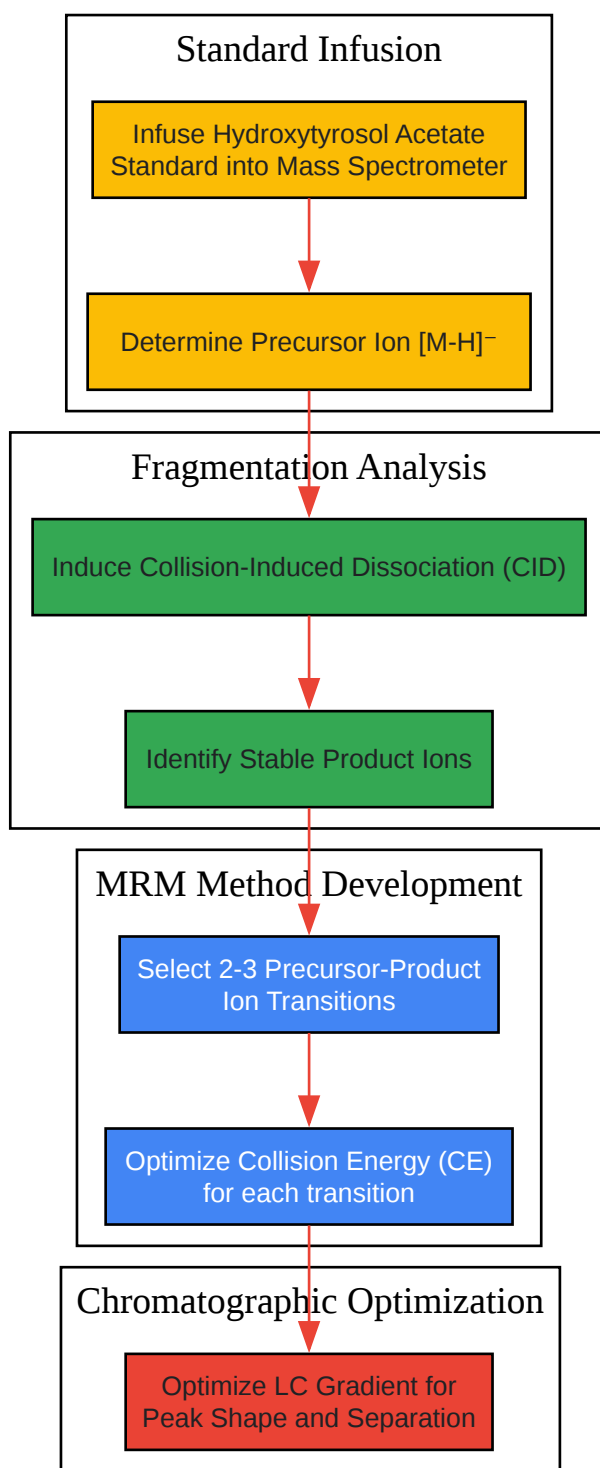 Standard Infusion
Infuse Hydroxytyrosol Acetate
Standard into Mass Spectrometer
Determine Precursor Ion [M-H]⁻
Fragmentation Analysis
Induce Collision-Induced Dissociation (CID)
Identify Stable Product Ions
MRM Method Development
Select 2-3 Precursor-Product
Ion Transitions
Optimize Collision Energy (CE)
for each transition
Chromatographic Optimization
Optimize LC Gradient for
Peak Shape and Separation